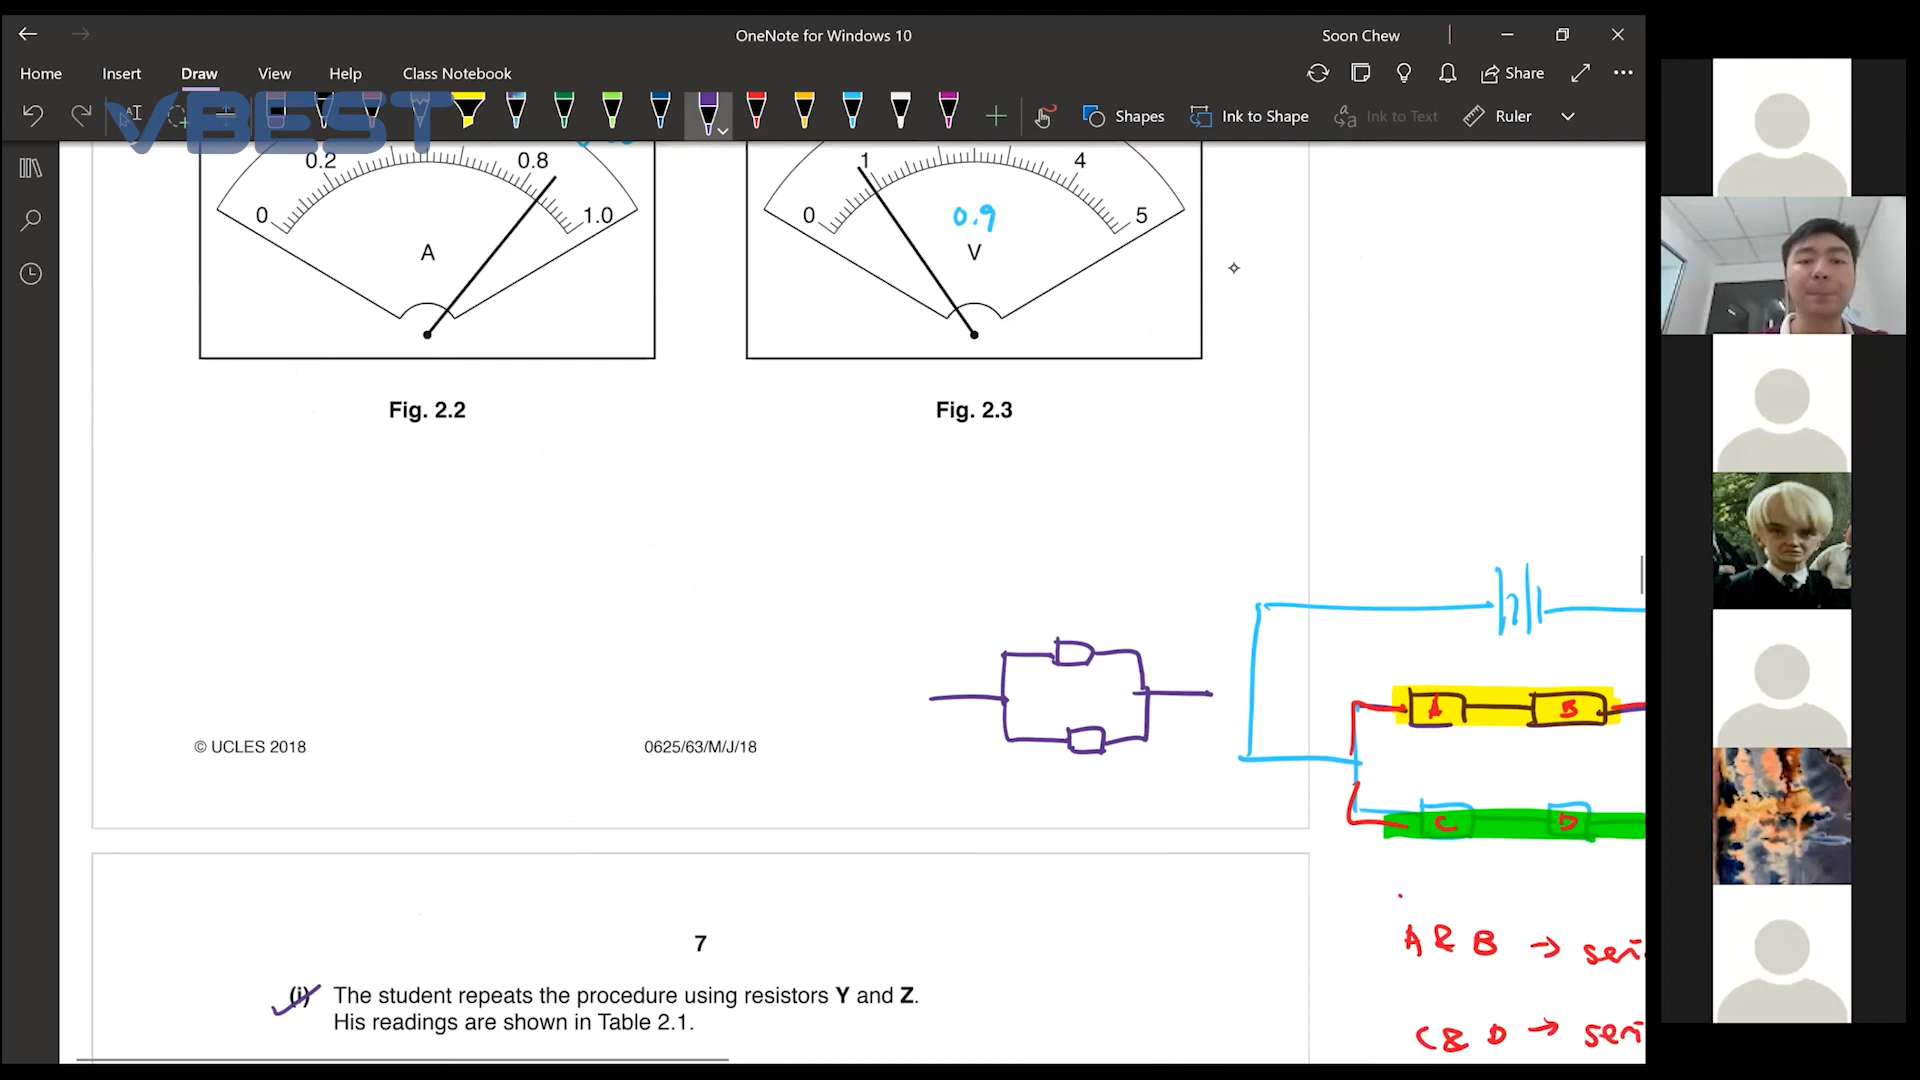 OneNote for Windows 10
Soon Chew
Home Insert Draw View Help Class Notebook
Share
VBEST
Shapes Ink to Shape Ink to Text Ruler
0.2 0.8
0 1.0
A
1 4
0 5
0.9
V
Fig. 2.2 Fig. 2.3
A B
C D
© UCLES 2018 0625/63/M/J/18
A & B → seri
C & D → seri
7
(i) The student repeats the procedure using resistors Y and Z.
His readings are shown in Table 2.1.